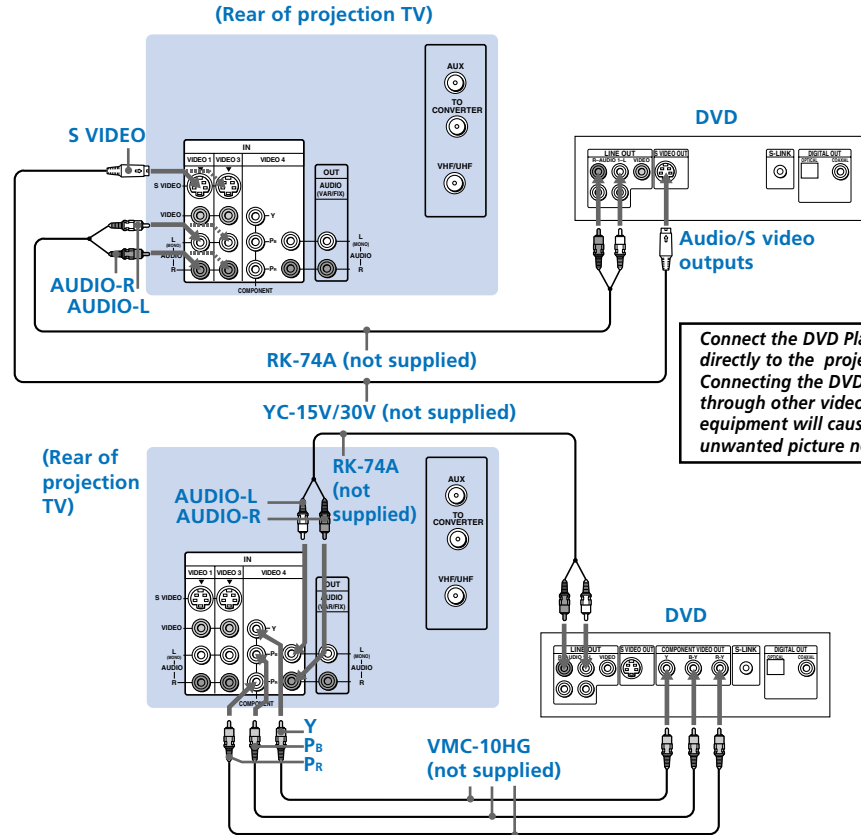 (Rear of projection TV)
AUX
TO
CONVERTER
VHF/UHF
S VIDEO
IN
VIDEO 1 VIDEO 3 VIDEO 4
OUT
AUDIO
(VAR/FIX)
S VIDEO
VIDEO
Y
L
(MONO)
AUDIO
R
PB
PR
L
(MONO)
AUDIO
R
COMPONENT
AUDIO-R
AUDIO-L
DVD
LINE OUT
R–AUDIO 1–L VIDEO
S VIDEO OUT
S-LINK
DIGITAL OUT
OPTICAL COAXIAL
Audio/S video
outputs
RK-74A (not supplied)
YC-15V/30V (not supplied)
Connect the DVD
directly to the
Connecting the DVD
through other video
equipment will
unwanted picture
(Rear of
projection
TV)
RK-74A
(not
supplied)
AUDIO-L
AUDIO-R
AUX
TO
CONVERTER
VHF/UHF
IN
VIDEO 1 VIDEO 3 VIDEO 4
OUT
AUDIO
(VAR/FIX)
S VIDEO
VIDEO
Y
L
(MONO)
AUDIO
R
PB
PR
L
(MONO)
AUDIO
R
COMPONENT
DVD
LINE OUT
VIDEO
S VIDEO OUT
COMPONENT VIDEO OUT
Y B-Y R-Y
S-LINK
DIGITAL OUT
OPTICAL COAXIAL
Y
PB
PR
VMC-10HG
(not supplied)